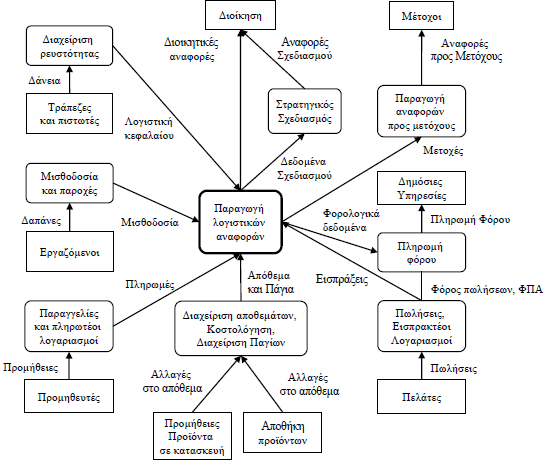 Διοίκηση
Μέτοχοι
Διαχείριση
ρευστότητας
Διοικητικές
αναφορές
Αναφορές
Σχεδιασμού
Αναφορές
προς Μετόχους
Δάνεια
Τράπεζες
και πιστωτές
Λογιστική
κεφαλαίου
Στρατηγικός
Σχεδιασμός
Παραγωγή
αναφορών
προς μετόχους
Δεδομένα
Σχεδιασμού
Μετοχές
Μισθοδοσία
και παροχές
Δημόσιες
Υπηρεσίες
Δαπάνες
Μισθοδοσία
Παραγωγή
λογιστικών
αναφορών
Φορολογικά
δεδομένα
Πληρωμή Φόρου
Εργαζόμενοι
Πληρωμή
φόρου
Πληρωμές
Απόθεμα
και Πάγια
Εισπράξεις
Φόρος πωλήσεων, ΦΠΑ
Παραγγελίες
και πληρωτέοι
λογαριασμοί
Διαχείριση αποθεμάτων,
Κοστολόγηση,
Διαχείριση Παγίων
Πωλήσεις,
Εισπρακτέοι
Λογαριασμοί
Προμήθειες
Αλλαγές
στο απόθεμα
Αλλαγές
στο απόθεμα
Πωλήσεις
Προμηθευτές
Προμήθειες
Προϊόντα
σε κατασκευή
Αποθήκη
προϊόντων
Πελάτες